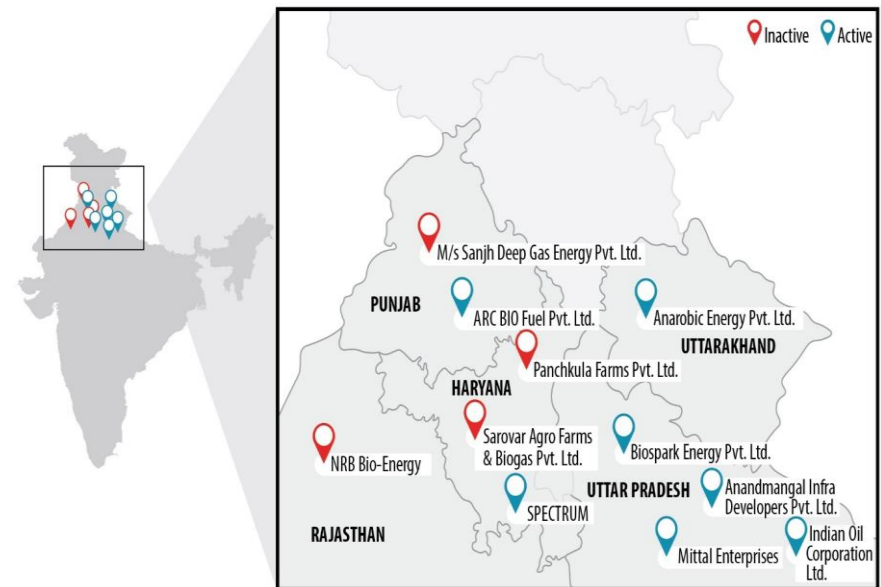 Inactive Active
M/s Sanjh Deep Gas Energy Pvt. Ltd.
PUNJAB
ARC BIO Fuel Pvt. Ltd.
Anarobic Energy Pvt. Ltd.
UTTARAKHAND
Panchkula Farms Pvt. Ltd.
HARYANA
Sarovar Agro Farms
& Biogas Pvt. Ltd.
NRB Bio-Energy
Biospark Energy Pvt. Ltd.
UTTAR PRADESH
Anandmangal Infra
Developers Pvt. Ltd.
SPECTRUM
RAJASTHAN
Mittal Enterprises
Indian Oil
Corporation
Ltd.